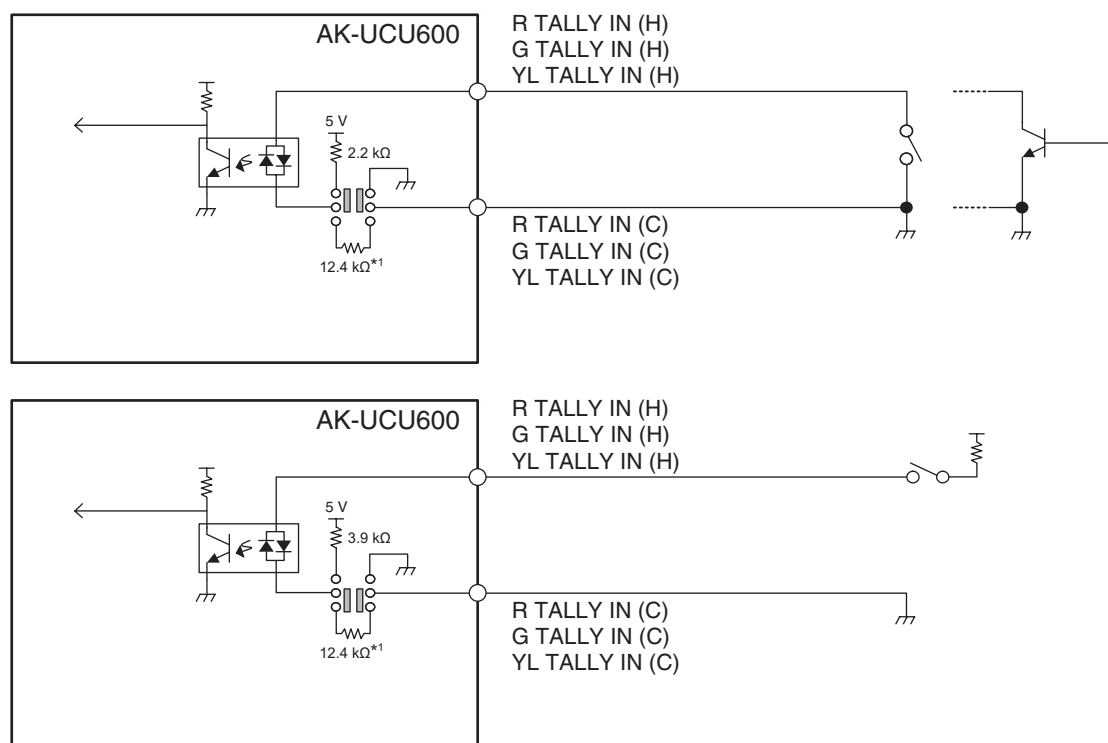 AK-UCU600
R TALLY IN (H)
G TALLY IN (H)
YL TALLY IN (H)
5 V
2.2 kΩ
12.4 kΩ*1
R TALLY IN (C)
G TALLY IN (C)
YL TALLY IN (C)
AK-UCU600
R TALLY IN (H)
G TALLY IN (H)
YL TALLY IN (H)
5 V
3.9 kΩ
12.4 kΩ*1
R TALLY IN (C)
G TALLY IN (C)
YL TALLY IN (C)